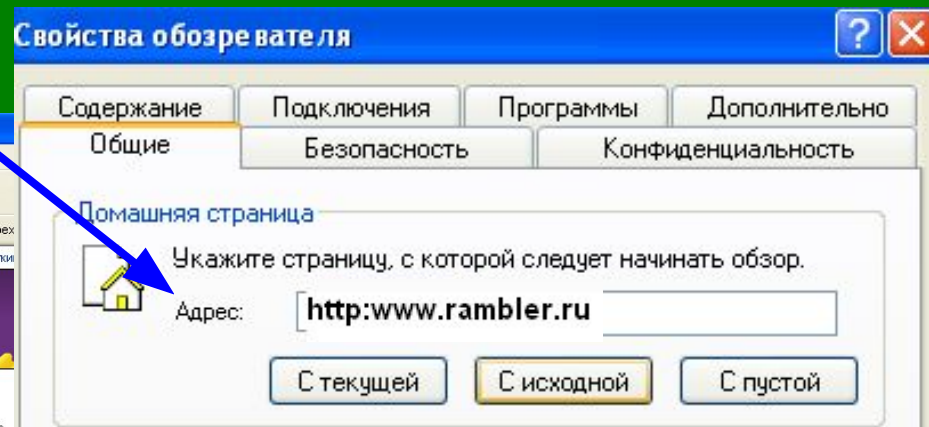 Свойства обозревателя
Содержание Подключения Программы Дополнительно
Общие Безопасность Конфиденциальность
Домашняя страница
Укажите страницу, с которой следует начинать обзор.
Адрес: http:www.rambler.ru
С текущей С исходной С пустой